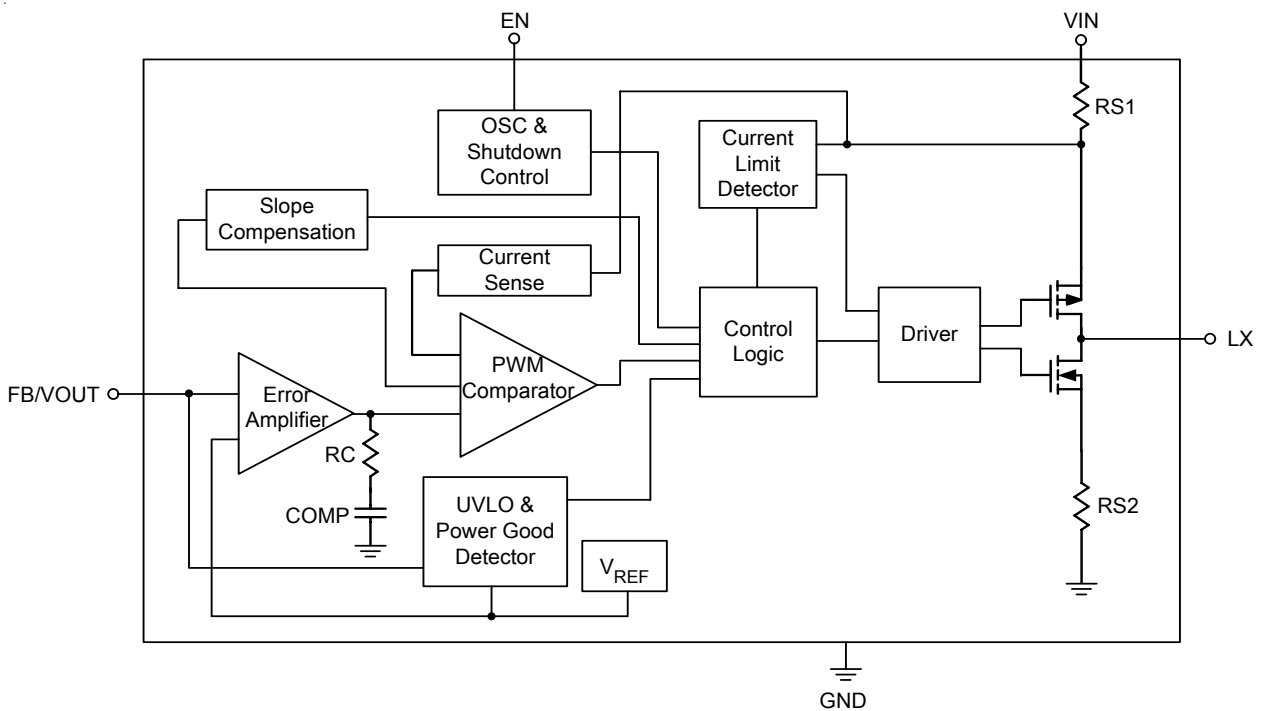 EN
VIN
RS1
OSC &
Shutdown
Control
Current
Limit
Detector
Slope
Compensation
Current
Sense
Control
Logic
Driver
LX
PWM
Comparator
FB/VOUT
Error
Amplifier
RC
COMP
UVLO &
Power Good
Detector
VREF
RS2
GND